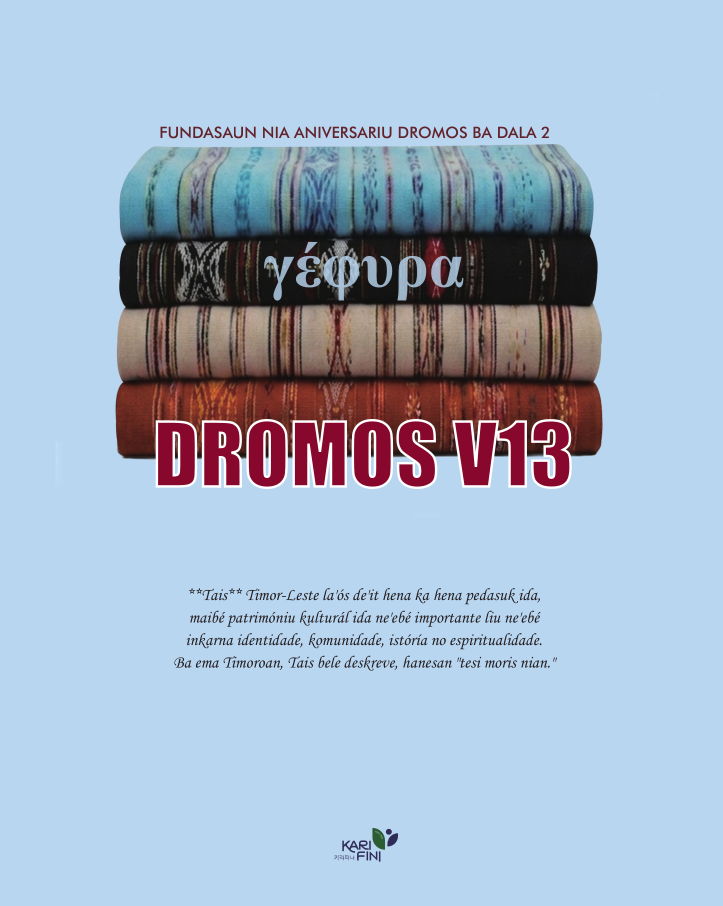 FUNDASAUN NIA ANIVERSARIU DROMOS BA DALA 2
γέφυρα
DROMOS V13
**Tais** Timor-Leste la'ós de'it hena ka hena pedasuk ida,
maibé patrimóniu kulturál ida ne'ebé importante liu ne'ebé
inkarna identidade, komunidade, istória no espiritualidade.
Ba ema Timoroan, Tais bele deskreve, hanesan "tesi moris nian."
KARI
FINI